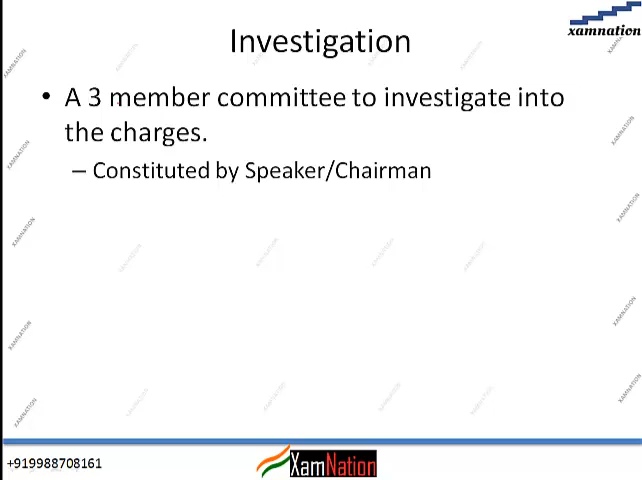 Investigation
xamnation
• A 3 member committee to investigate into
the charges.
– Constituted by Speaker/Chairman
+919988708161
XamNation